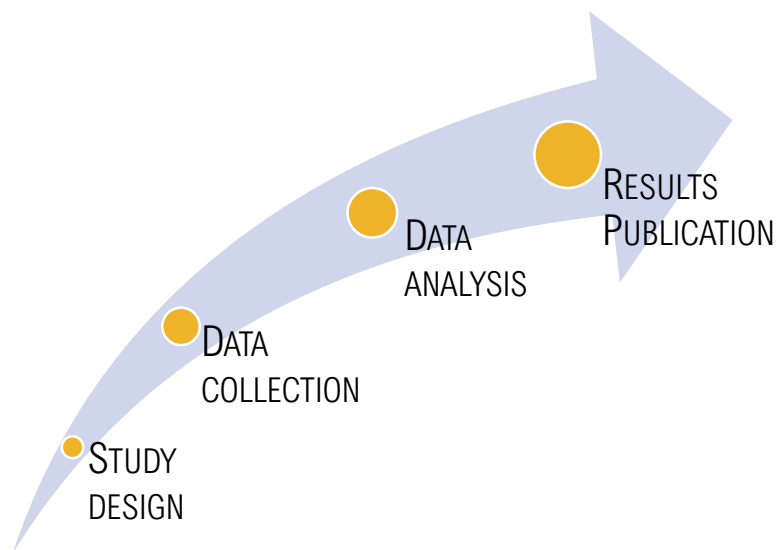 RESULTS
PUBLICATION
DATA
ANALYSIS
DATA
COLLECTION
STUDY
DESIGN